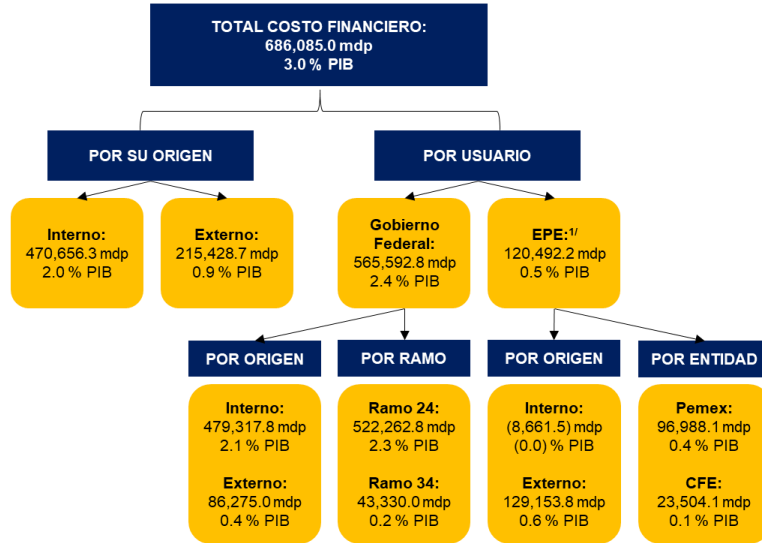 TOTAL COSTO FINANCIERO:
686,085.0 mdp
3.0 % PIB
POR SU ORIGEN
POR USUARIO
Interno:
470,656.3 mdp
2.0 % PIB
Externo:
215,428.7 mdp
0.9 % PIB
Gobierno
Federal:
565,592.8 mdp
2.4 % PIB
EPE:1/
120,492.2 mdp
0.5 % PIB
POR ORIGEN
POR RAMO
POR ORIGEN
POR ENTIDAD
Interno:
479,317.8 mdp
2.1 % PIB
Externo:
86,275.0 mdp
0.4 % PIB
Ramo 24:
522,262.8 mdp
2.3 % PIB
Ramo 34:
43,330.0 mdp
0.2 % PIB
Interno:
(8,661.5) mdp
(0.0) % PIB
Externo:
129,153.8 mdp
0.6 % PIB
Pemex:
96,988.1 mdp
0.4 % PIB
CFE:
23,504.1 mdp
0.1 % PIB